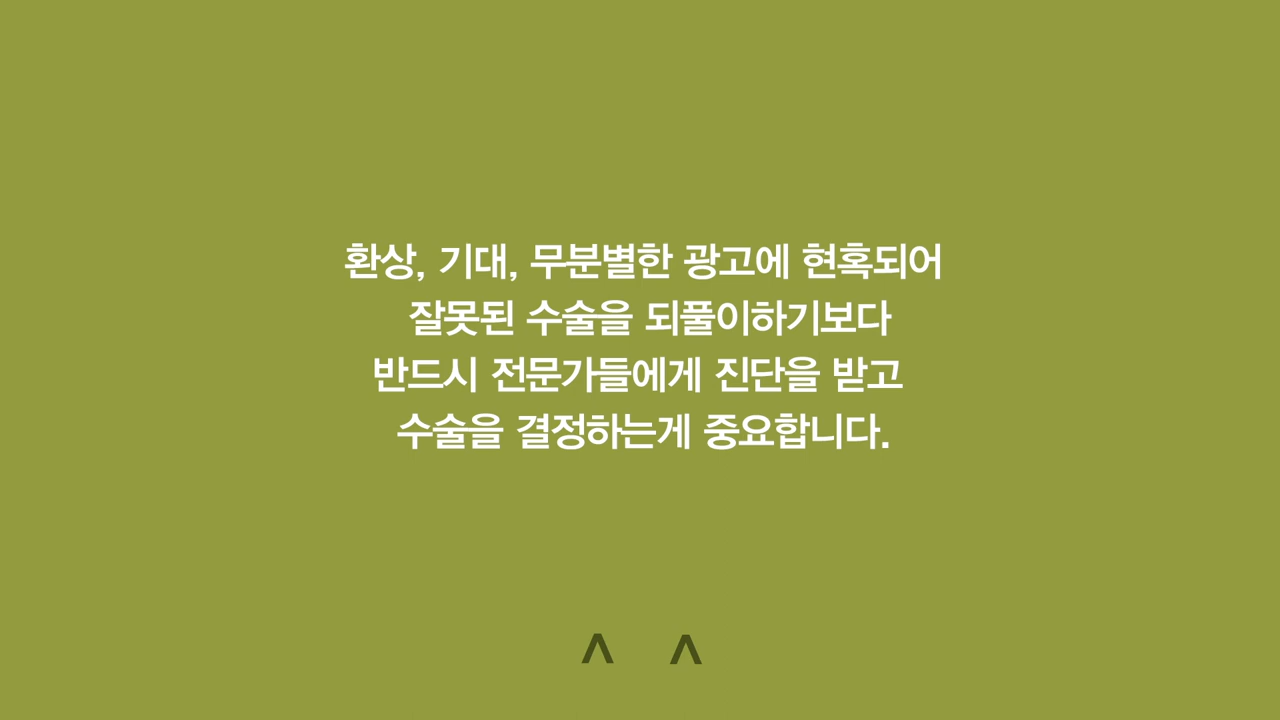 환상, 기대, 무분별한 광고에 현혹되어
잘못된 수술을 되풀이하기보다
반드시 전문가들에게 진단을 받고
수술을 결정하는게 중요합니다.
^ ^